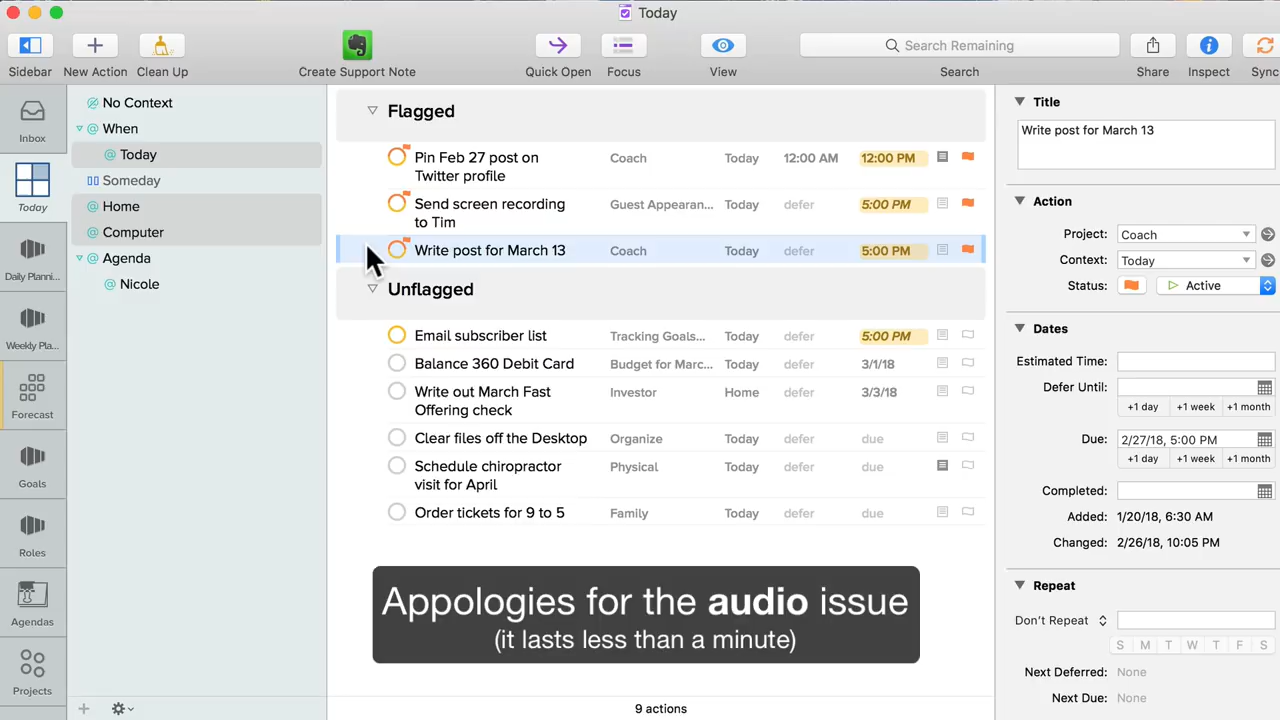 Today
Sidebar
New Action
Clean Up
Create Support Note
Quick Open
Focus
View
Search Remaining
Search
Share
Inspect
Sync
Inbox
Today
Daily Planni...
Weekly Pla...
Forecast
Goals
Roles
Agendas
Projects
No Context
When
Today
Someday
Home
Computer
Agenda
Nicole
Flagged
Pin Feb 27 post on
Twitter profile
Coach Today 12:00 AM 12:00 PM
Send screen recording
to Tim
Guest Appearan... Today defer 5:00 PM
Write post for March 13 Coach Today defer 5:00 PM
Unflagged
Email subscriber list Tracking Goals... Today defer 5:00 PM
Balance 360 Debit Card Budget for Marc... Today defer 3/1/18
Write out March Fast
Offering check
Investor Home defer 3/3/18
Clear files off the Desktop Organize Today defer due
Schedule chiropractor
visit for April
Physical Today defer due
Order tickets for 9 to 5 Family Today defer due
Appologies for the audio issue
(it lasts less than a minute)
9 actions
Title
Write post for March 13
Action
Project: Coach
Context: Today
Status: Active
Dates
Estimated Time:
Defer Until:
+1 day +1 week +1 month
Due: 2/27/18, 5:00 PM
+1 day +1 week +1 month
Completed:
Added: 1/20/18, 6:30 AM
Changed: 2/26/18, 10:05 PM
Repeat
Don't Repeat
S M T W T F S
Next Deferred: None
Next Due: None